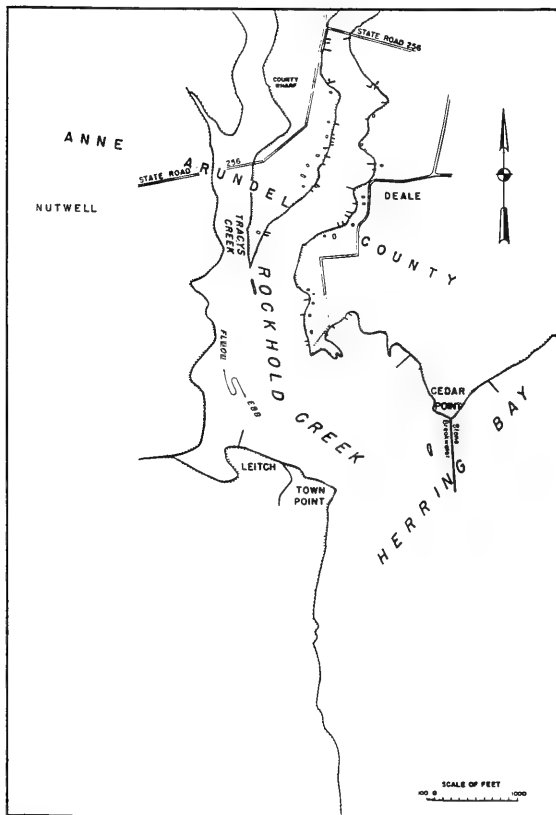 STATE ROAD 256
COUNTY
WHARF
ANNE
ARUNDEL
COUNTY
256
STATE ROAD
NUTWELL
DEALE
TRACYS
CREEK
ROCKHOLD CREEK
FLOOD
EBB
CEDAR
POINT
Stone
Breakwater
HERRING BAY
LEITCH
TOWN
POINT
SCALE OF FEET
100 0 1000